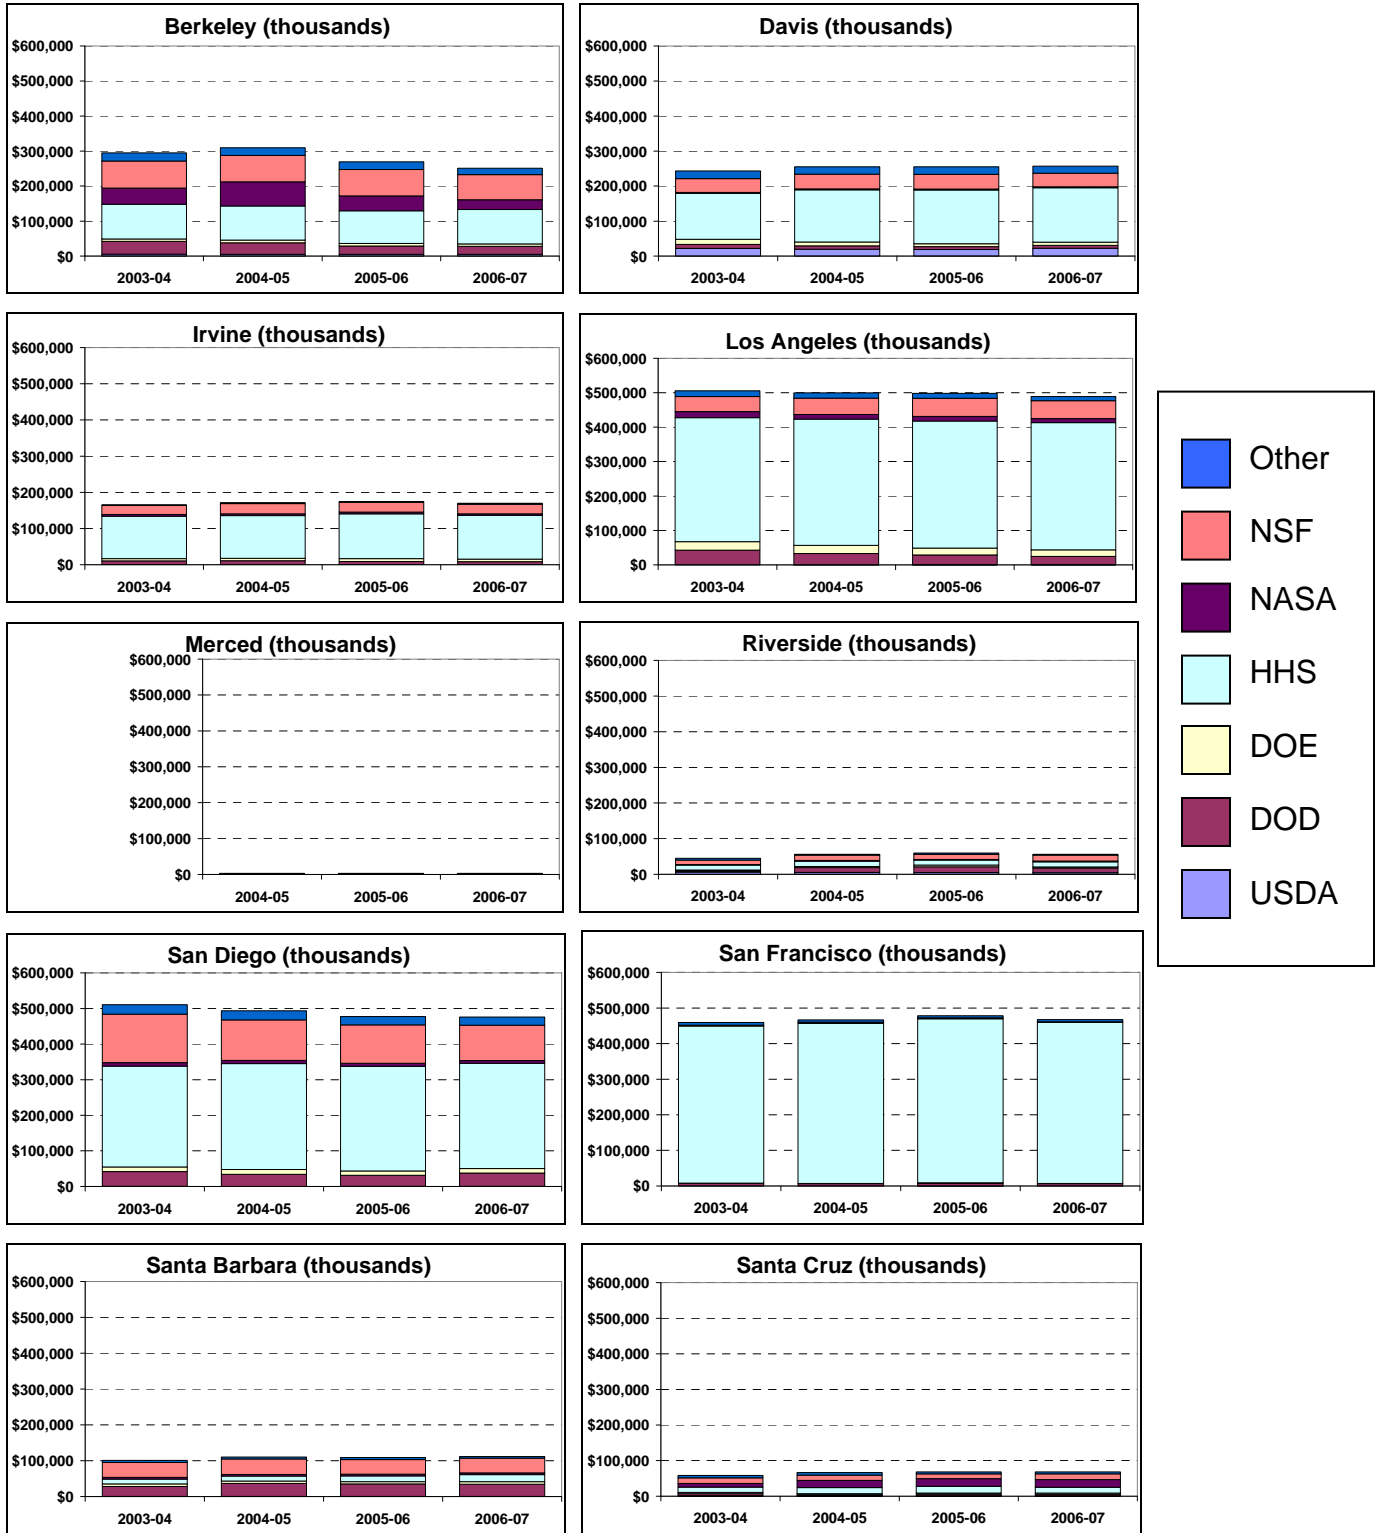 Berkeley (thousands)
$600,000
$500,000
$400,000
$300,000
$200,000
$100,000
$0
2003-04 2004-05 2005-06 2006-07
Davis (thousands)
$600,000
$500,000
$400,000
$300,000
$200,000
$100,000
$0
2003-04 2004-05 2005-06 2006-07
Irvine (thousands)
$600,000
$500,000
$400,000
$300,000
$200,000
$100,000
$0
2003-04 2004-05 2005-06 2006-07
Los Angeles (thousands)
$600,000
$500,000
$400,000
$300,000
$200,000
$100,000
$0
2003-04 2004-05 2005-06 2006-07
Merced (thousands)
$600,000
$500,000
$400,000
$300,000
$200,000
$100,000
$0
2004-05 2005-06 2006-07
Riverside (thousands)
$600,000
$500,000
$400,000
$300,000
$200,000
$100,000
$0
2003-04 2004-05 2005-06 2006-07
San Diego (thousands)
$600,000
$500,000
$400,000
$300,000
$200,000
$100,000
$0
2003-04 2004-05 2005-06 2006-07
San Francisco (thousands)
$600,000
$500,000
$400,000
$300,000
$200,000
$100,000
$0
2003-04 2004-05 2005-06 2006-07
Santa Barbara (thousands)
$600,000
$500,000
$400,000
$300,000
$200,000
$100,000
$0
2003-04 2004-05 2005-06 2006-07
Santa Cruz (thousands)
$600,000
$500,000
$400,000
$300,000
$200,000
$100,000
$0
2003-04 2004-05 2005-06 2006-07
Other
NSF
NASA
HHS
DOE
DOD
USDA